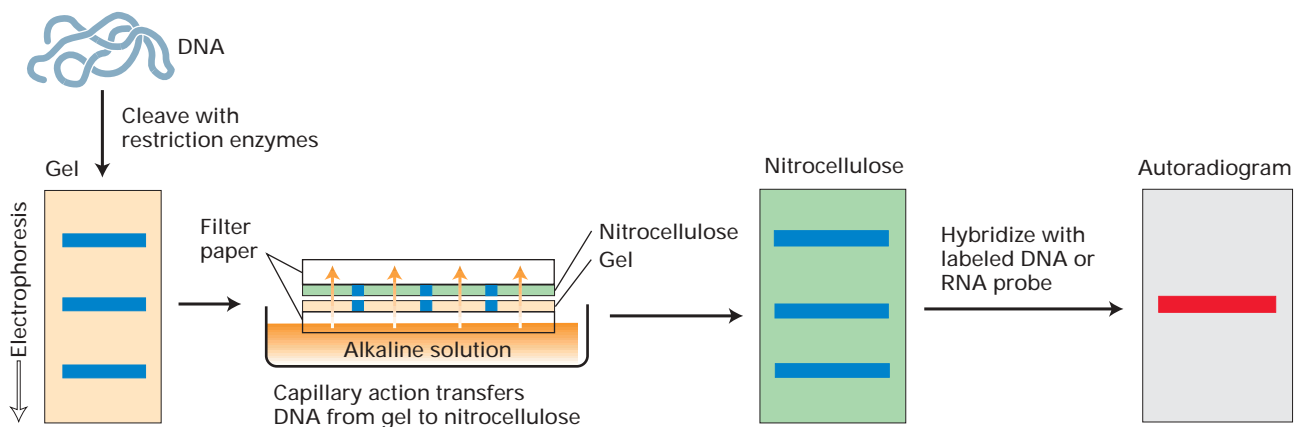 DNA
Cleave with
restriction enzymes
Gel
Electrophoresis
Filter
paper
Nitrocellulose
Gel
Alkaline solution
Capillary action transfers
DNA from gel to nitrocellulose
Nitrocellulose
Hybridize with
labeled DNA or
RNA probe
Autoradiogram